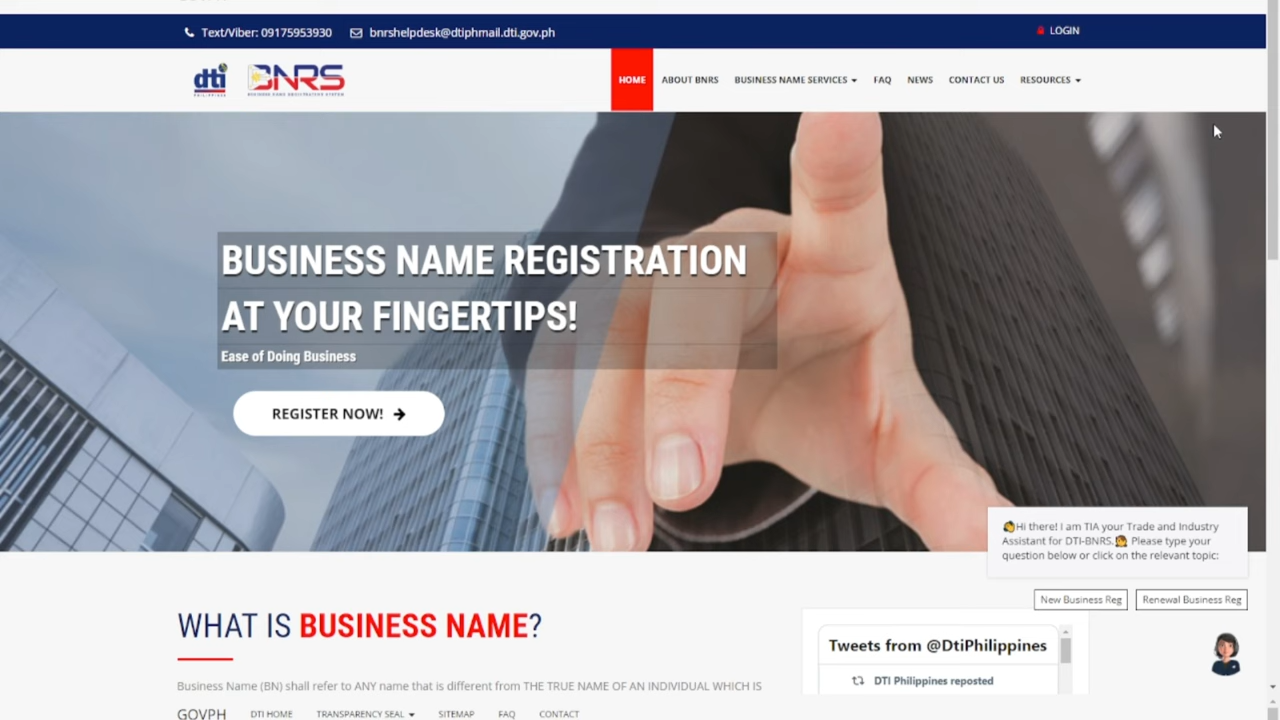 Text/Viber: 09175953930
bnrshelpdesk@dtiphmail.dti.gov.ph
LOGIN
dti
PHILIPPINES
BNRS
BUSINESS NAME REGISTRATION SYSTEM
HOME
ABOUT BNRS
BUSINESS NAME SERVICES
FAQ
NEWS
CONTACT US
RESOURCES
BUSINESS NAME REGISTRATION
AT YOUR FINGERTIPS!
Ease of Doing Business
REGISTER NOW!
Hi there! I am TIA your Trade and Industry
Assistant for DTI-BNRS. Please type your
question below or click on the relevant topic:
New Business Reg
Renewal Business Reg
WHAT IS BUSINESS NAME?
Business Name (BN) shall refer to ANY name that is different from THE TRUE NAME OF AN INDIVIDUAL WHICH IS
Tweets from @DtiPhilippines
DTI Philippines reposted
GOVPH
DTI HOME
TRANSPARENCY SEAL
SITEMAP
FAQ
CONTACT